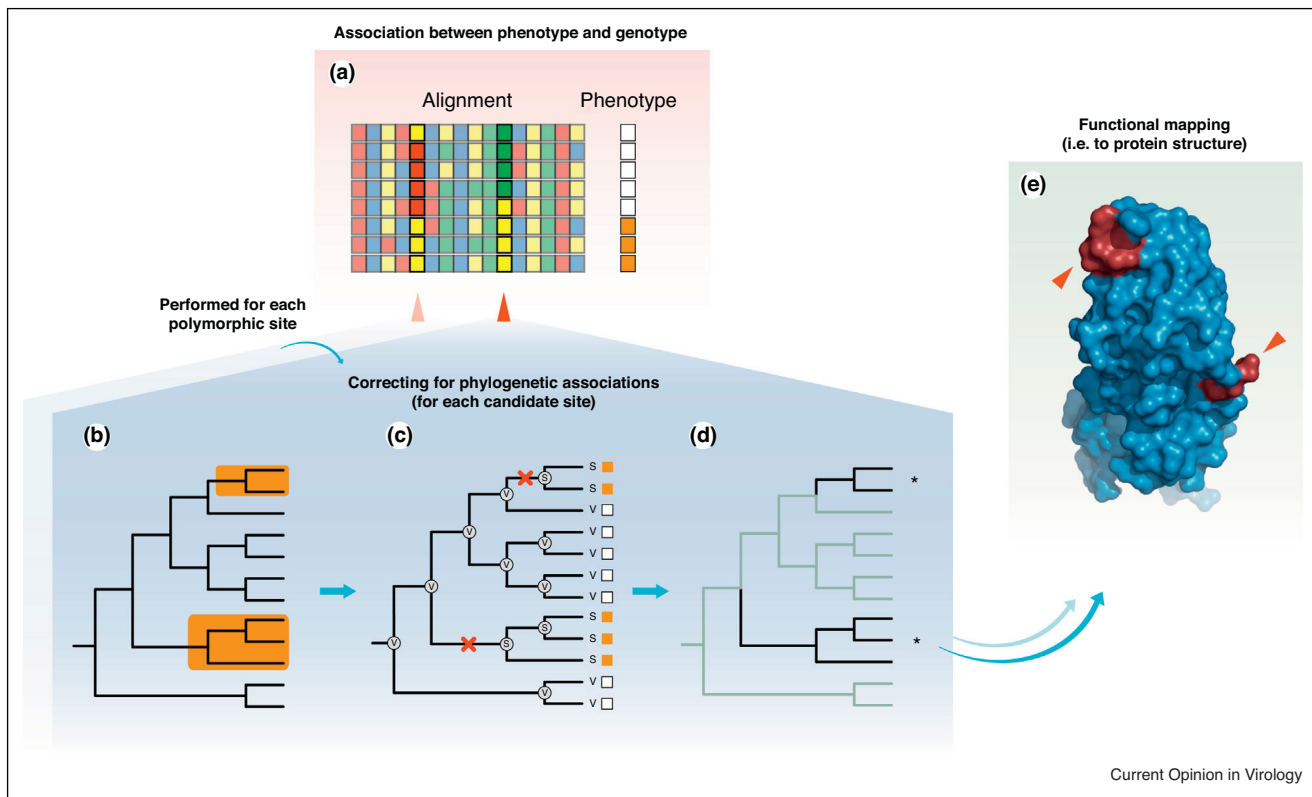 Association between phenotype and genotype
(a)
Alignment
Phenotype
Performed for each
polymorphic site
Correcting for phylogenetic associations
(for each candidate site)
(b)
(c)
S
S
S
V
V
V
V
V
V
V
V
V
V
V
S
S
S
S
S
V
V
V
V
(d)
*
*
Functional mapping
(i.e. to protein structure)
(e)
Current Opinion in Virology